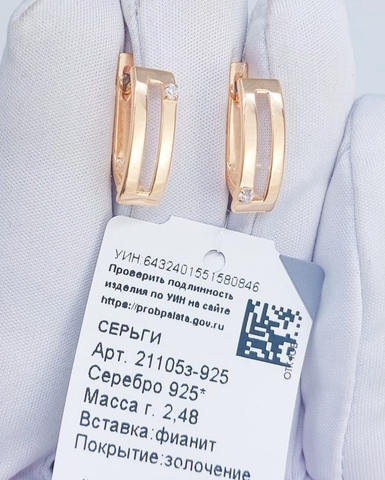 УИН.6432401551580846
Проверить подлинность
изделия по УИН на сайте
https://probpalata.gov.ru
СЕРЬГИ
Арт. 21105з-925
Серебро 925*
Масса г. 2,48
Вставка:фианит
Покрытие:золочение